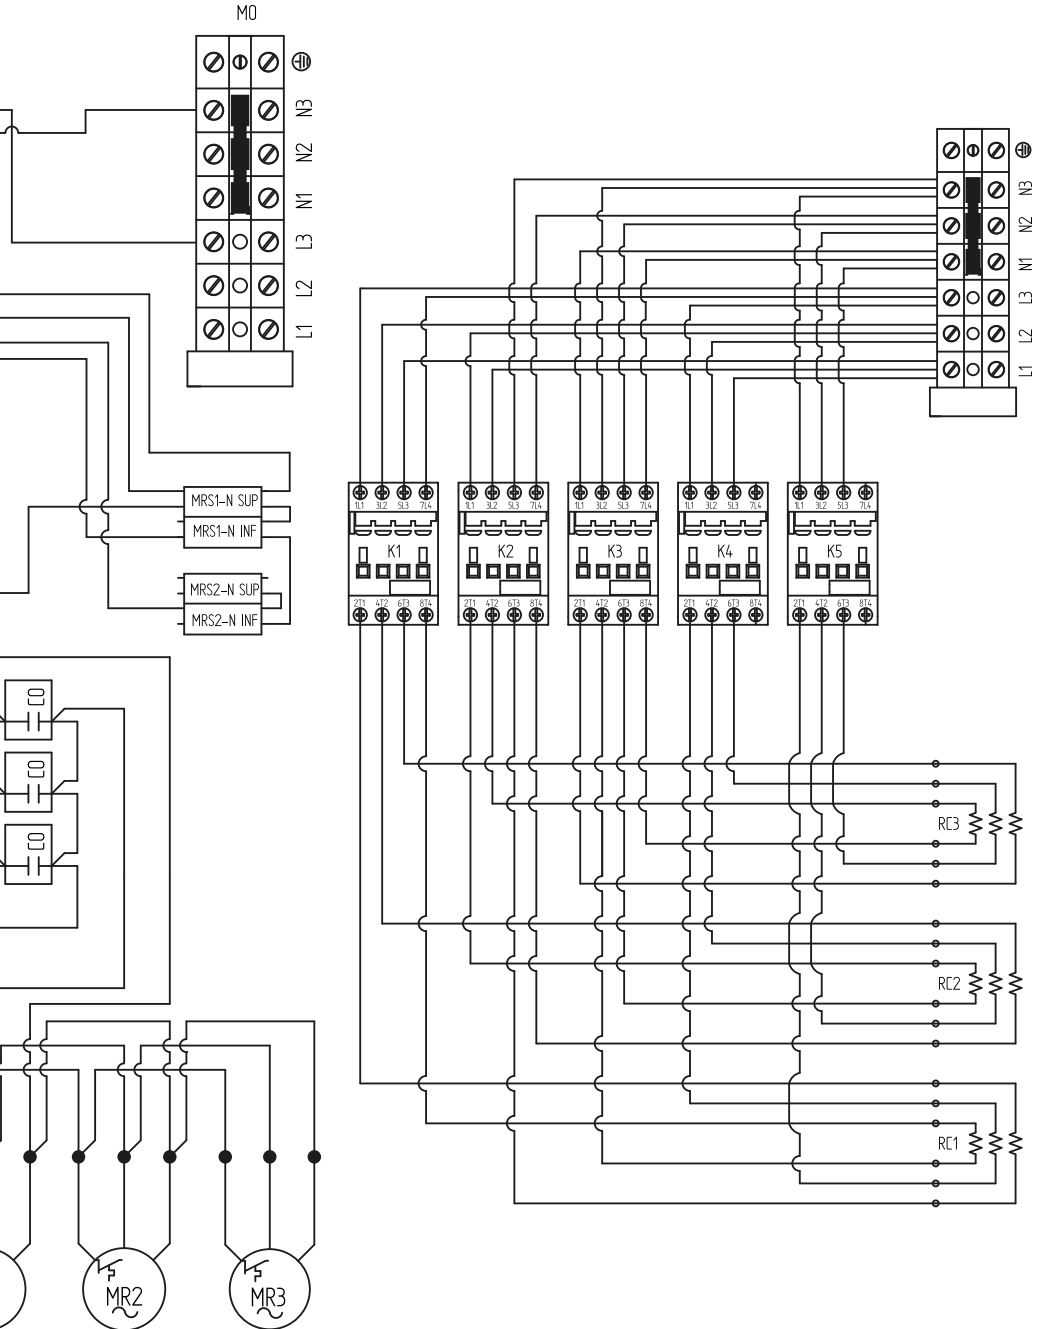 M0
N3
N2
N1
L3
L2
L1
N3
N2
N1
L3
L2
L1
MRS1-N SUP
MRS1-N INF
MRS2-N SUP
MRS2-N INF
1L1 3L2 5L3 7L4
K1
2T1 4T2 6T3 8T4
1L1 3L2 5L3 7L4
K2
2T1 4T2 6T3 8T4
1L1 3L2 5L3 7L4
K3
2T1 4T2 6T3 8T4
1L1 3L2 5L3 7L4
K4
2T1 4T2 6T3 8T4
1L1 3L2 5L3 7L4
K5
2T1 4T2 6T3 8T4
CO
CO
CO
RC3
RC2
RC1
MR2
MR3